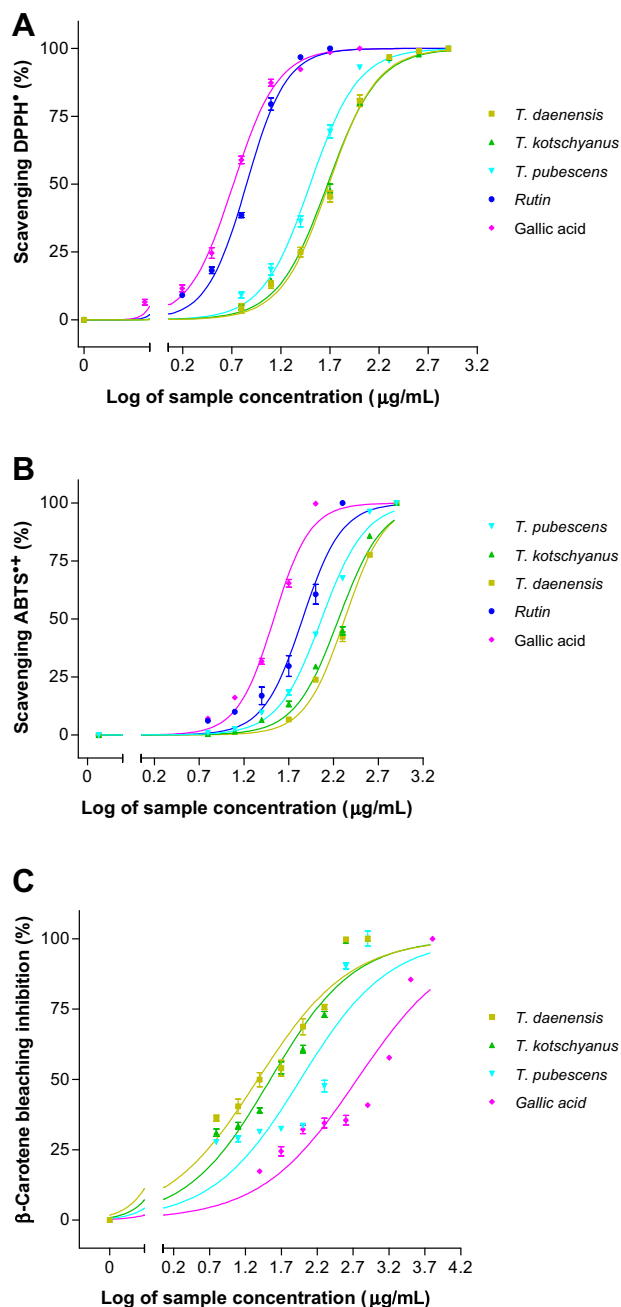 A
Scavenging DPPH• (%)
100
75
50
25
0
0 0.2 0.7 1.2 1.7 2.2 2.7 3.2
Log of sample concentration (μg/mL)
T. daenensis
T. kotschyanus
T. pubescens
Rutin
Gallic acid
B
Scavenging ABTS•+ (%)
100
75
50
25
0
0 0.2 0.7 1.2 1.7 2.2 2.7 3.2
Log of sample concentration (μg/mL)
T. pubescens
T. kotschyanus
T. daenensis
Rutin
Gallic acid
C
β-Carotene bleaching inhibition (%)
100
75
50
25
0
0 0.2 0.7 1.2 1.7 2.2 2.7 3.2 3.7 4.2
Log of sample concentration (μg/mL)
T. daenensis
T. kotschyanus
T. pubescens
Gallic acid